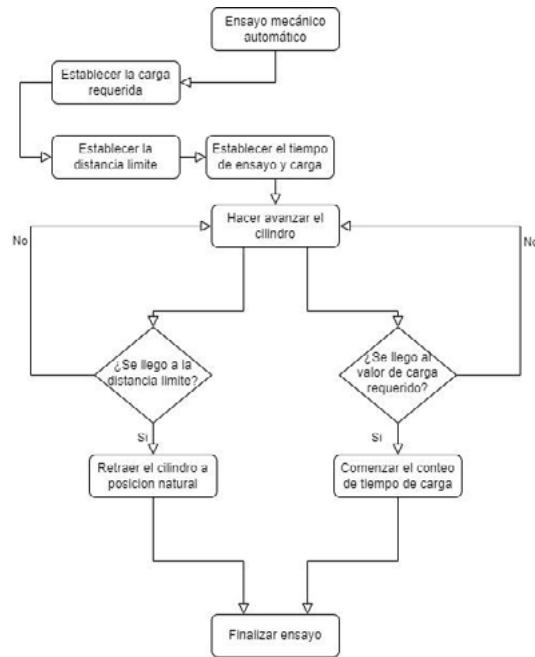 Ensayo mecánico
automático
Establecer la carga
requerida
Establecer la
distancia limite
Establecer el tiempo
de ensayo y carga
Hacer avanzar el
cilindro
No
No
¿Se llego a la
distancia limite?
¿Se llego al
valor de carga
requerido?
Si
Si
Retraer el cilindro a
posicion natural
Comenzar el conteo
de tiempo de carga
Finalizar ensayo